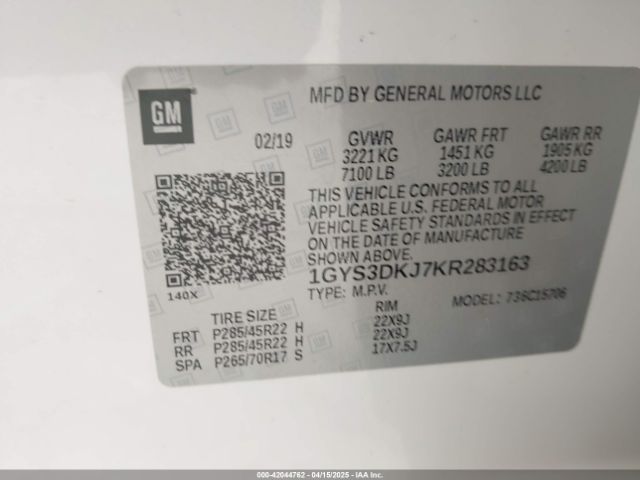 GM
MFD BY GENERAL MOTORS LLC
02/19
GVWR GAWR FRT GAWR RR
3221 KG 1451 KG 1905 KG
7100 LB 3200 LB 4200 LB
THIS VEHICLE CONFORMS TO ALL
APPLICABLE U.S. FEDERAL MOTOR
VEHICLE SAFETY STANDARDS IN EFFECT
ON THE DATE OF MANUFACTURE
SHOWN ABOVE.
1GYS3DKJ7KR283163
140X
TYPE: M.P.V. MODEL: 736C15706
TIRE SIZE RIM
FRT P285/45R22 H 22X9J
RR P285/45R22 H 22X9J
SPA P265/70R17 S 17X7.5J
000-42044762 - 04/15/2025 - IAA Inc.